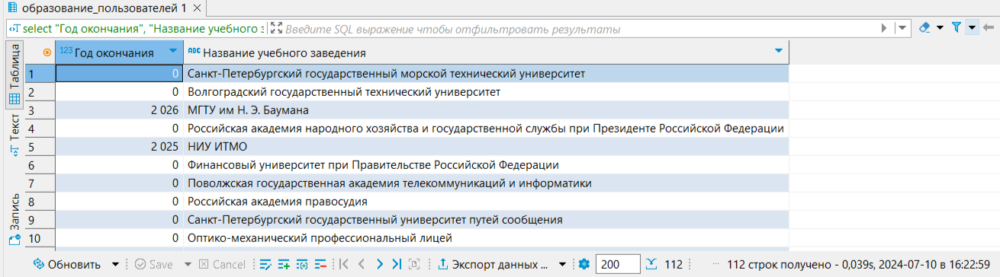 образование_пользователей 1
select "Год окончания", "Название учебного з Введите SQL выражение чтобы отфильтровать результаты
Таблица
Текст
Запись
123 Год окончания ABC Название учебного заведения
1 0 Санкт-Петербургский государственный морской технический университет
2 0 Волгоградский государственный технический университет
3 2 026 МГТУ им Н. Э. Баумана
4 0 Российская академия народного хозяйства и государственной службы при Президенте Российской Федерации
5 2 025 НИУ ИТМО
6 0 Финансовый университет при Правительстве Российской Федерации
7 0 Поволжская государственная академия телекоммуникаций и информатики
8 0 Российская академия правосудия
9 0 Санкт-Петербургский государственный университет путей сообщения
10 0 Оптико-механический профессиональный лицей
Обновить Save Cancel Экспорт данных ... 200 112 112 строк получено - 0,039s, 2024-07-10 в 16:22:59